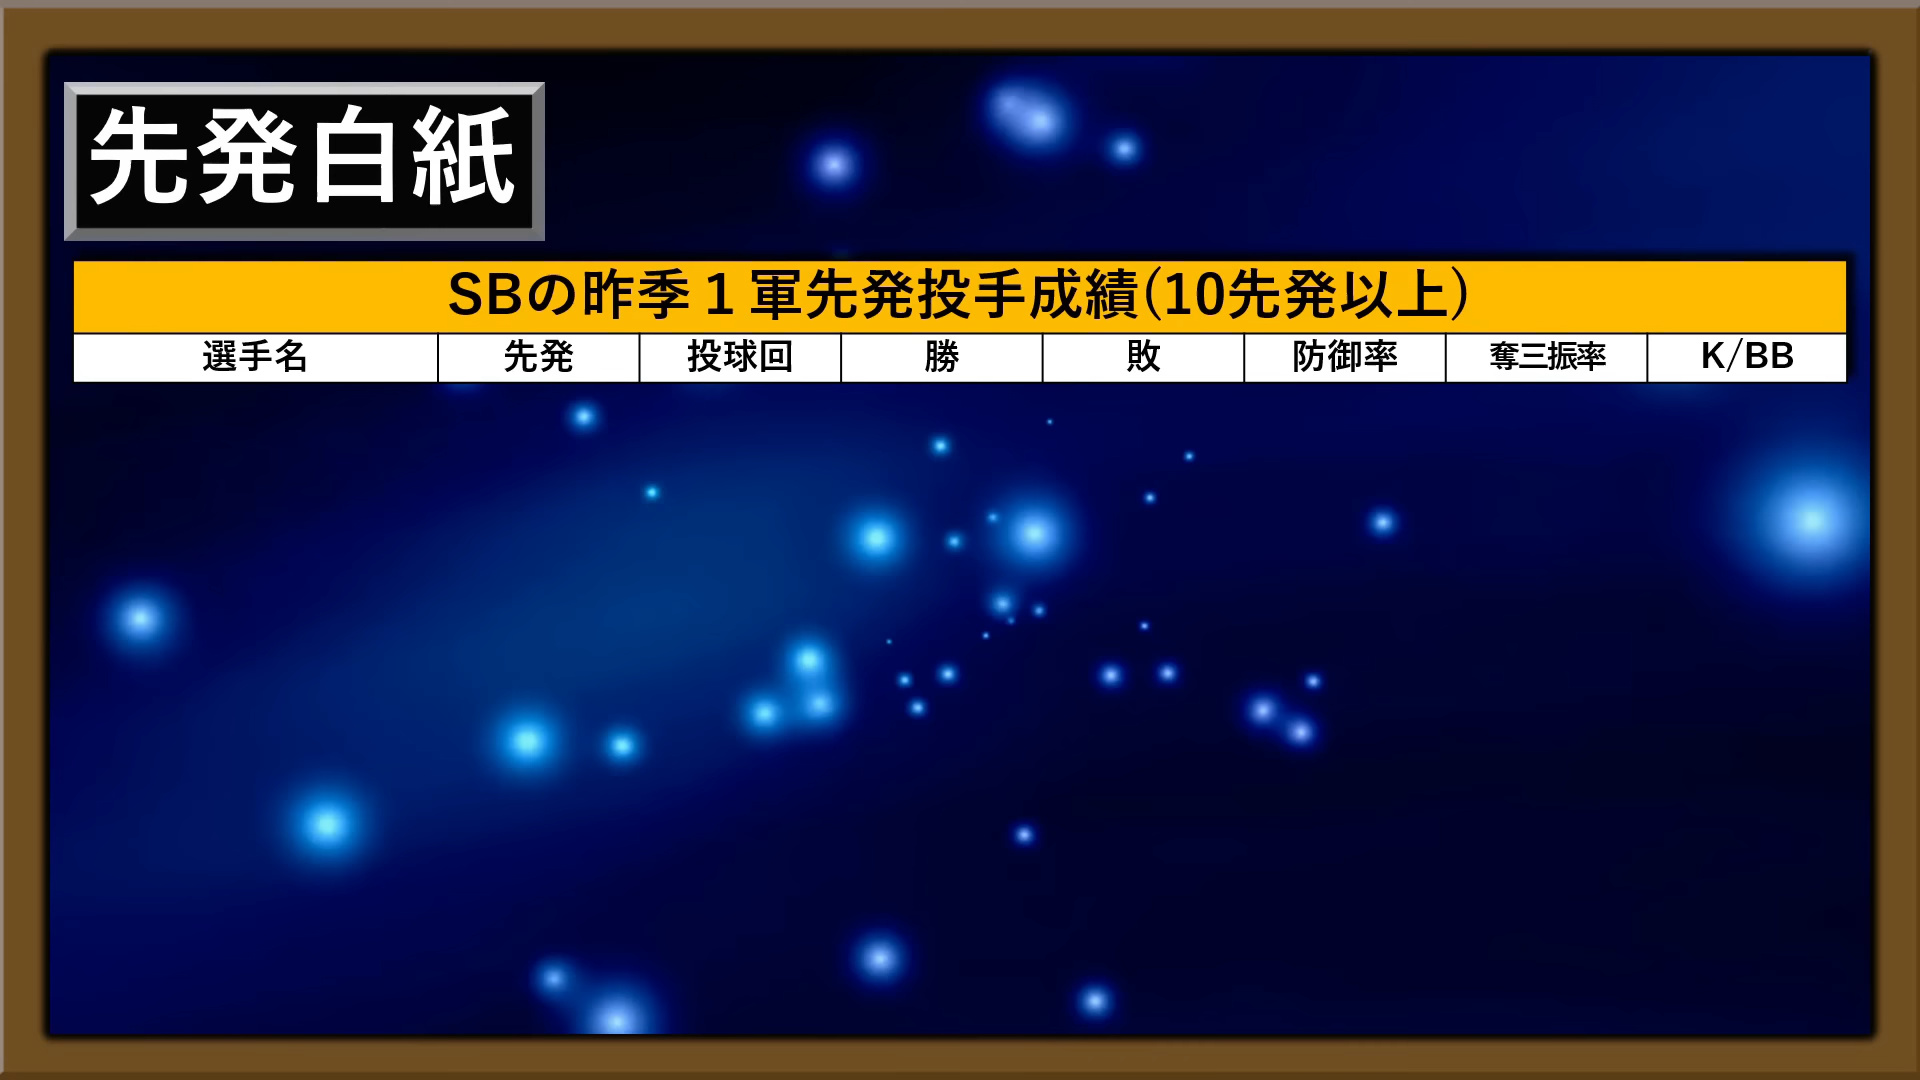 先発白紙
SBの昨季１軍先発投手成績(10先発以上)
選手名 先発 投球回 勝 敗 防御率 奪三振率 K/BB